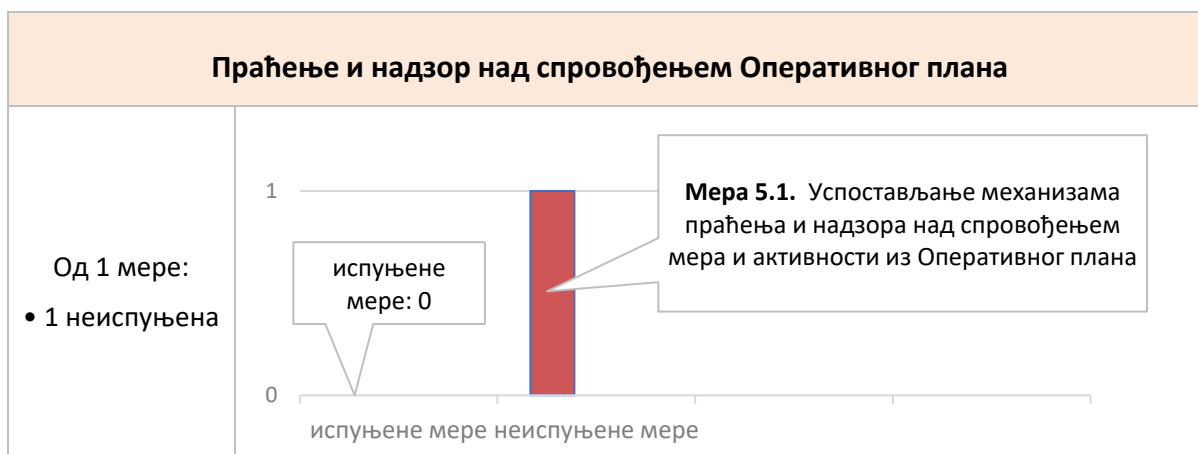 Праћење и надзор над спровођењем Оперативног плана
Од 1 мере:
• 1 неиспуњена
1
0
испуњене
мере: 0
Мера 5.1. Успостављање механизама
праћења и надзора над спровођењем
мера и активности из Оперативног плана
испуњене мере неиспуњене мере